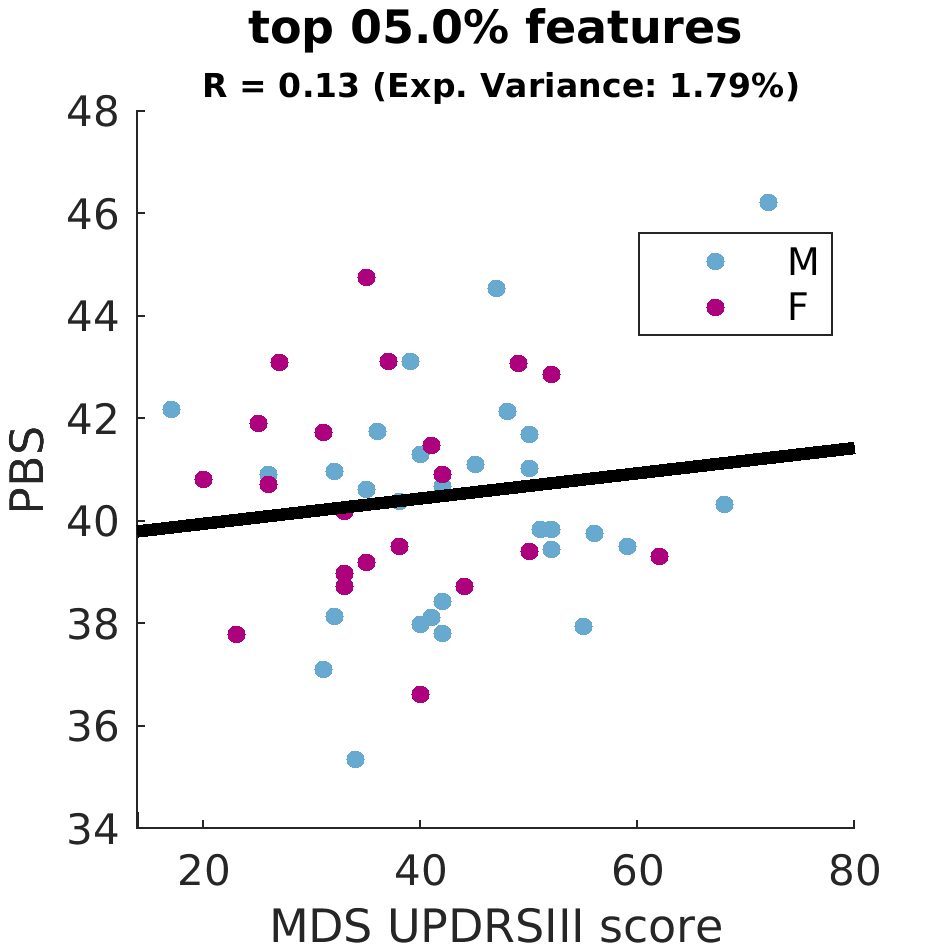 top 05.0% features
R = 0.13 (Exp. Variance: 1.79%)
48
46
44
42
40
38
36
34
PBS
M
F
20 40 60 80
MDS UPDRSIII score